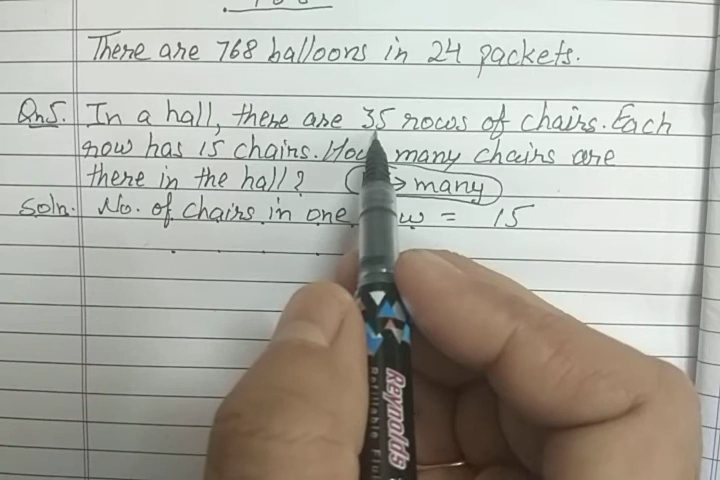 There are 768 balloons in 24 packets.
Qn5. In a hall, there are 35 rows of chairs. Each
row has 15 chairs. How many chairs are
there in the hall? → many
Soln. No. of chairs in one = 15
Reynolds